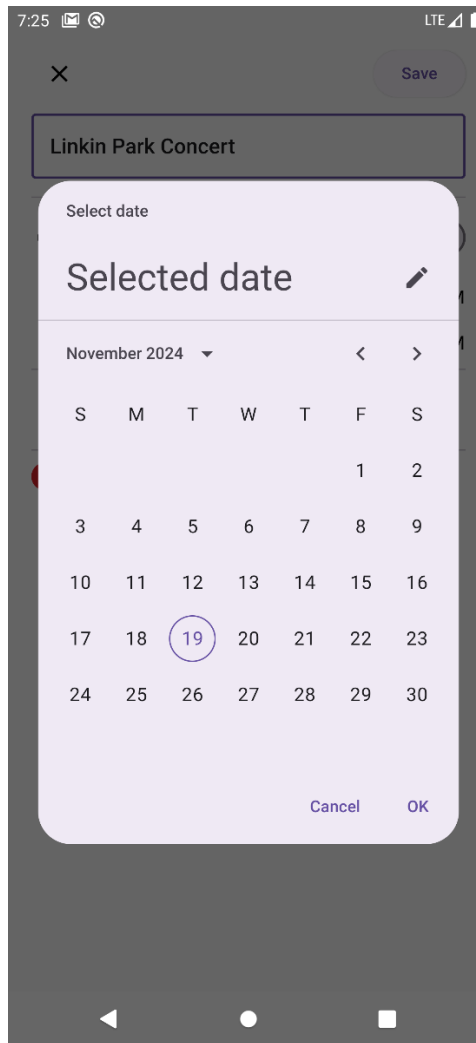 7:25 LTE
Save
Linkin Park Concert
Select date
Selected date
November 2024
S M T W T F S
1 2
3 4 5 6 7 8 9
10 11 12 13 14 15 16
17 18 19 20 21 22 23
24 25 26 27 28 29 30
Cancel OK